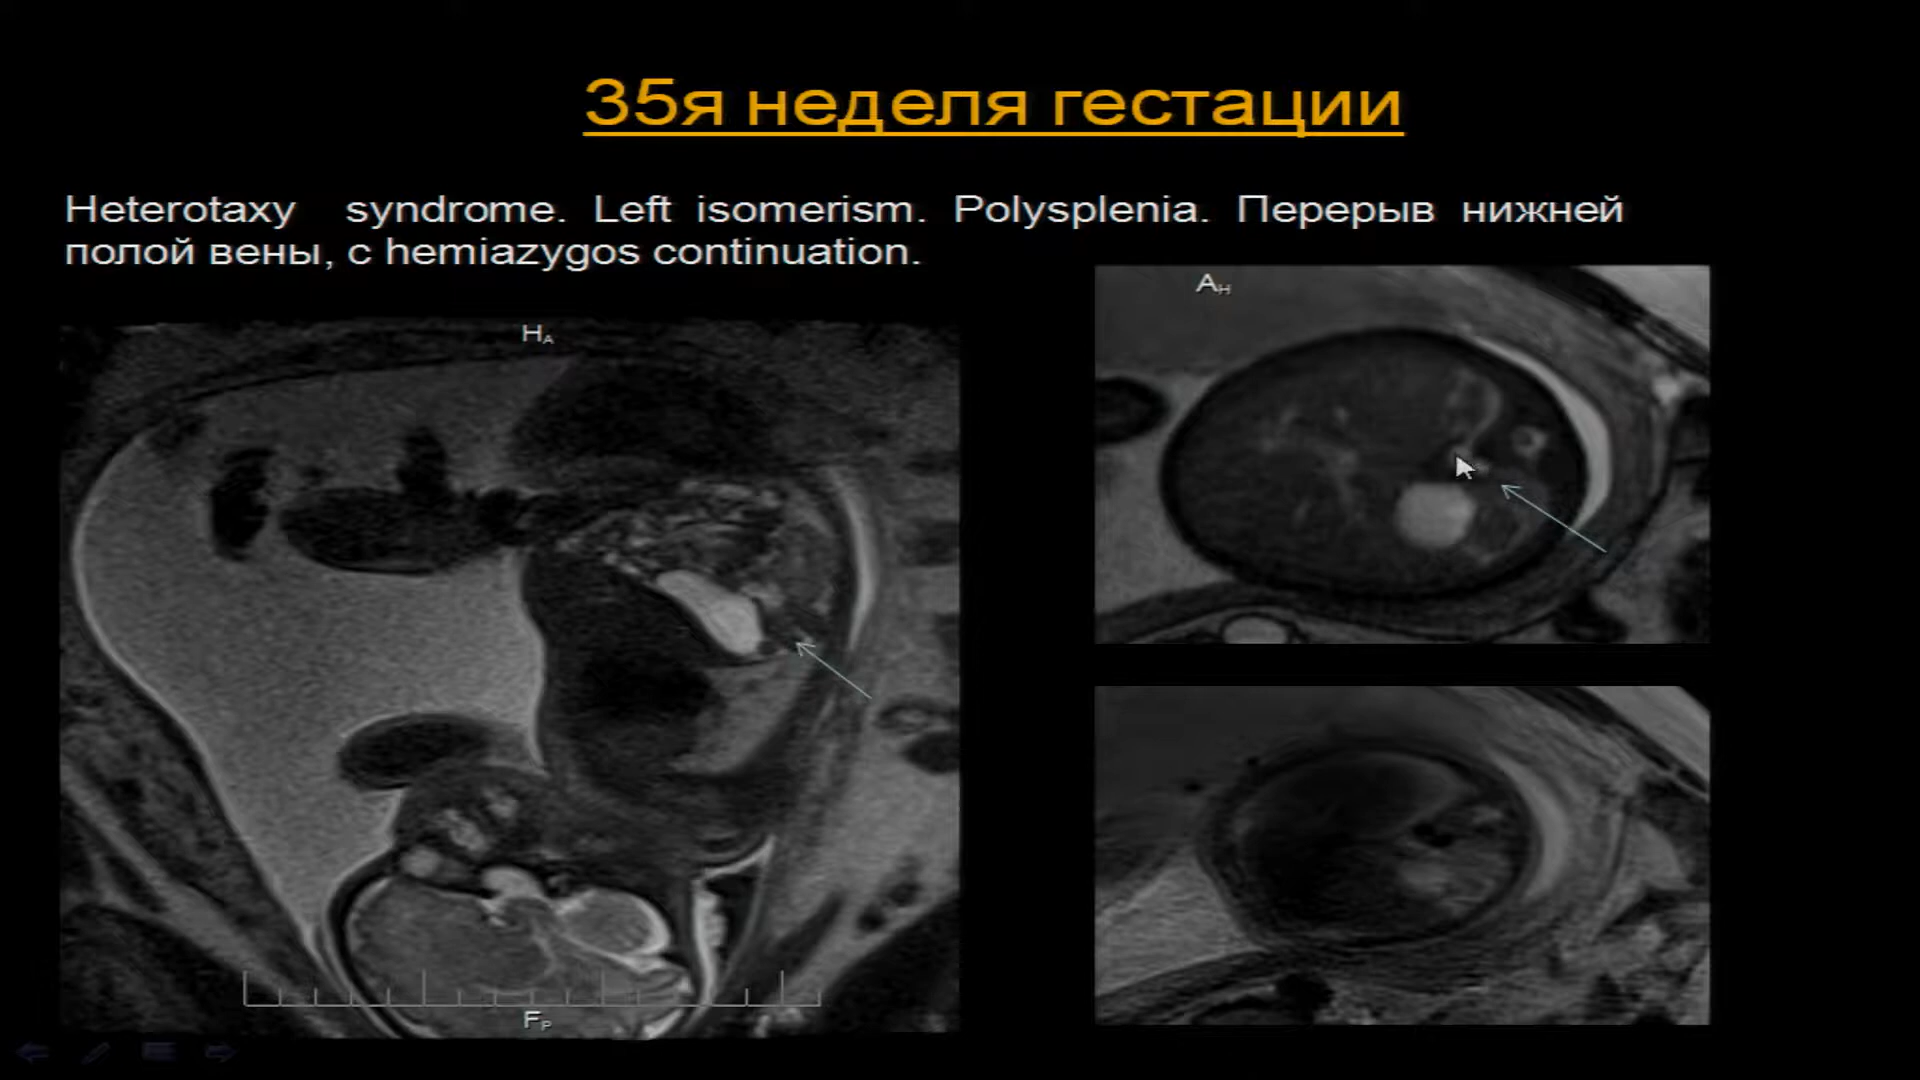 35я неделя гестации
Heterotaxy syndrome. Left isomerism. Polysplenia. Перерыв нижней
полой вены, с hemiazygos continuation.
HA
AH
FP